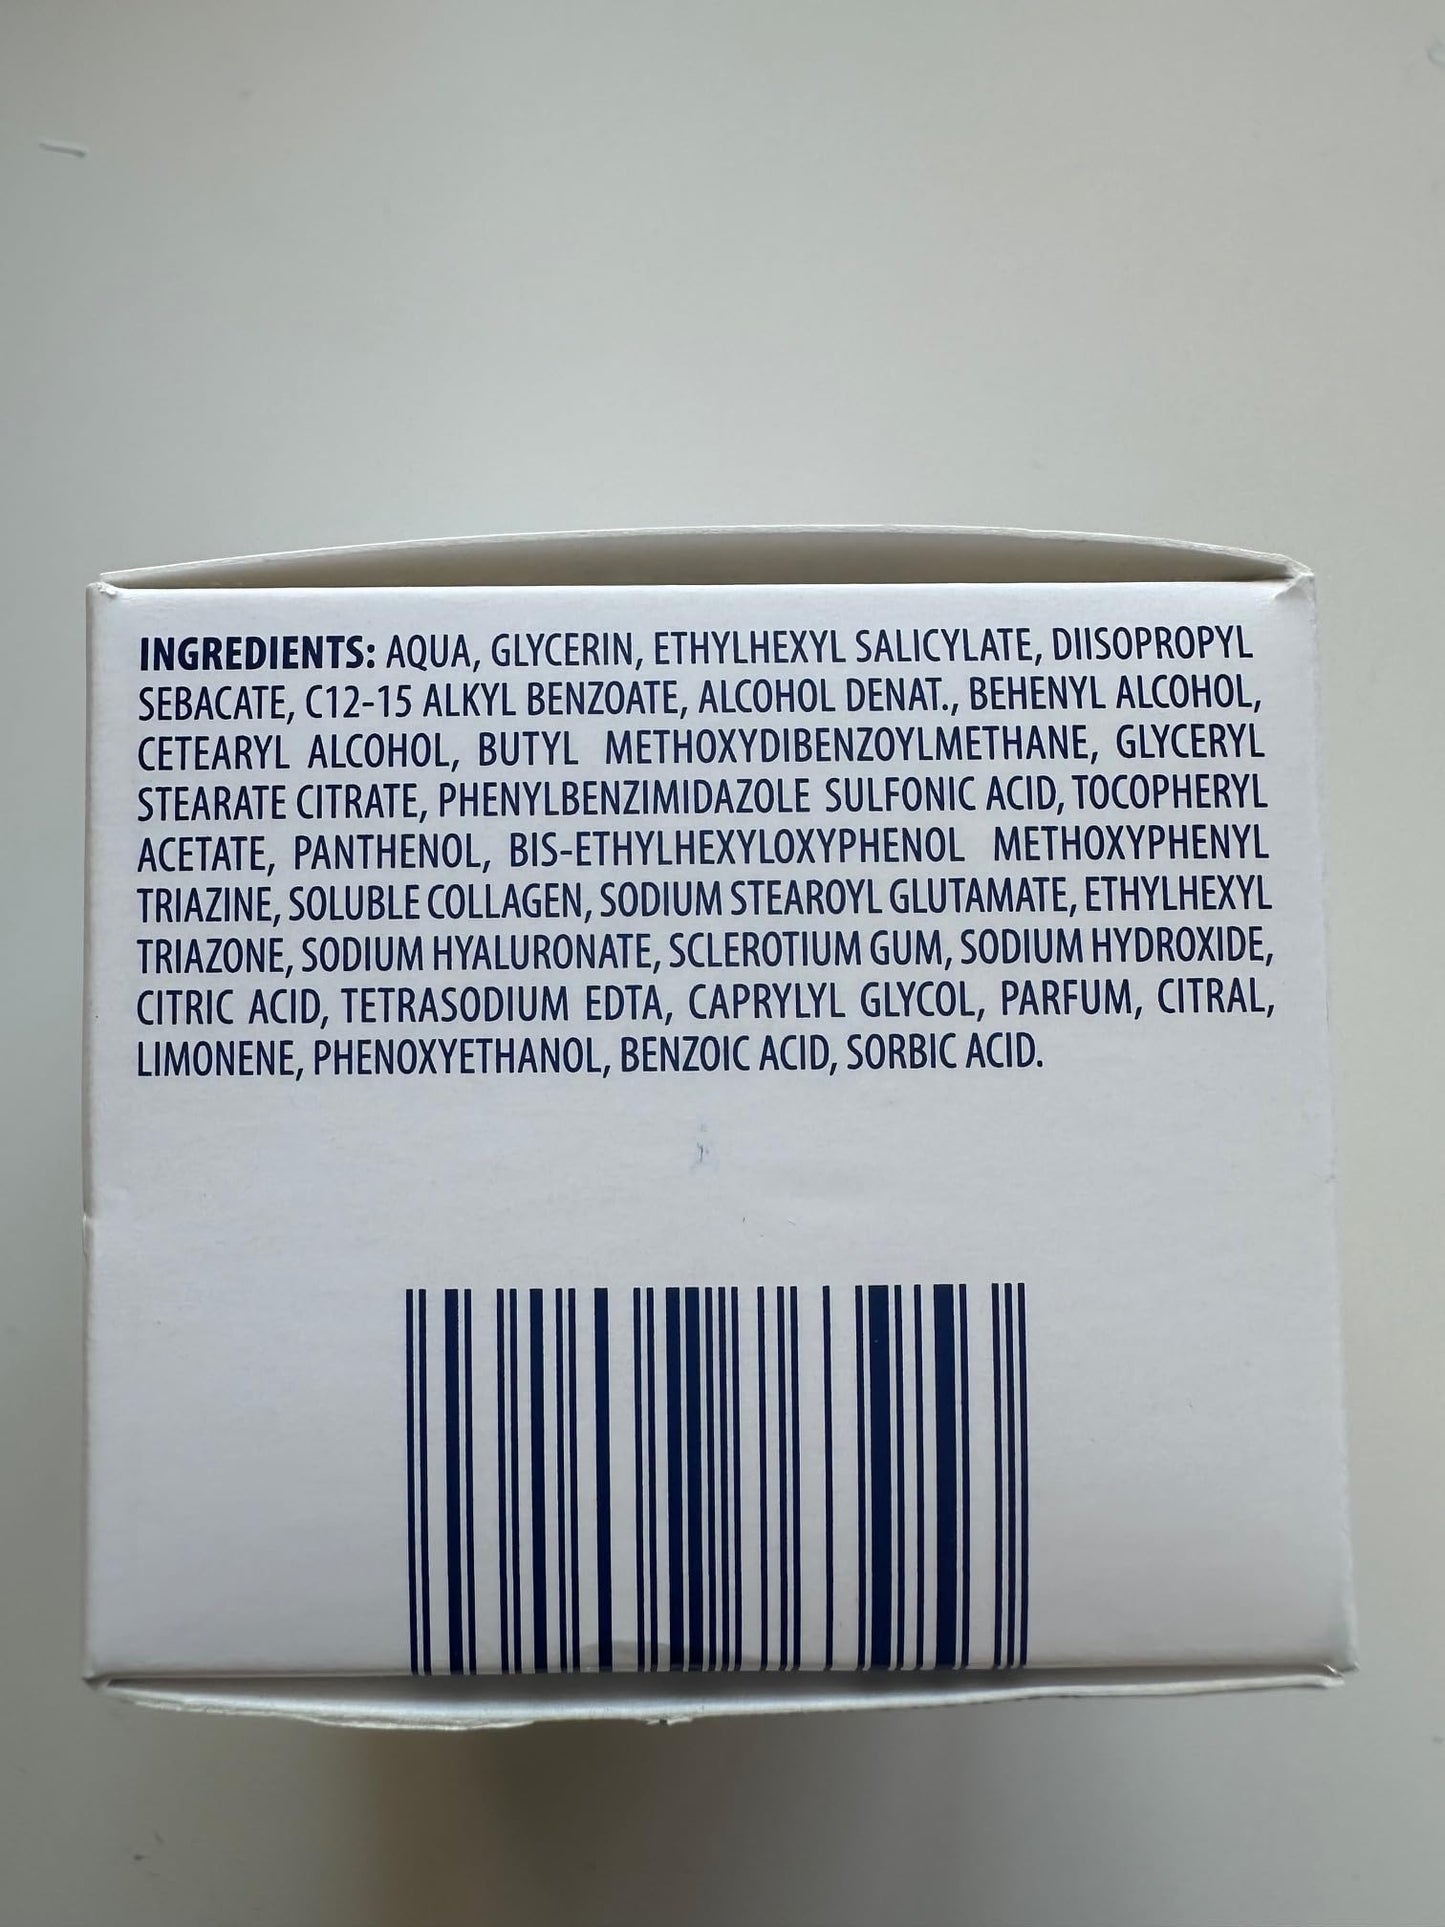 INGREDIENTS: AQUA, GLYCERIN, ETHYLHEXYL SALICYLATE, DIISOPROPYL
SEBACATE, C12-15 ALKYL BENZOATE, ALCOHOL DENAT., BEHENYL ALCOHOL,
CETEARYL ALCOHOL, BUTYL METHOXYDIBENZOYLMETHANE, GLYCERYL
STEARATE CITRATE, PHENYLBENZIMIDAZOLE SULFONIC ACID, TOCOPHERYL
ACETATE, PANTHENOL, BIS-ETHYLHEXYLOXYPHENOL METHOXYPHENYL
TRIAZINE, SOLUBLE COLLAGEN, SODIUM STEAROYL GLUTAMATE, ETHYLHEXYL
TRIAZONE, SODIUM HYALURONATE, SCLEROTIUM GUM, SODIUM HYDROXIDE,
CITRIC ACID, TETRASODIUM EDTA, CAPRYLYL GLYCOL, PARFUM, CITRAL,
LIMONENE, PHENOXYETHANOL, BENZOIC ACID, SORBIC ACID.